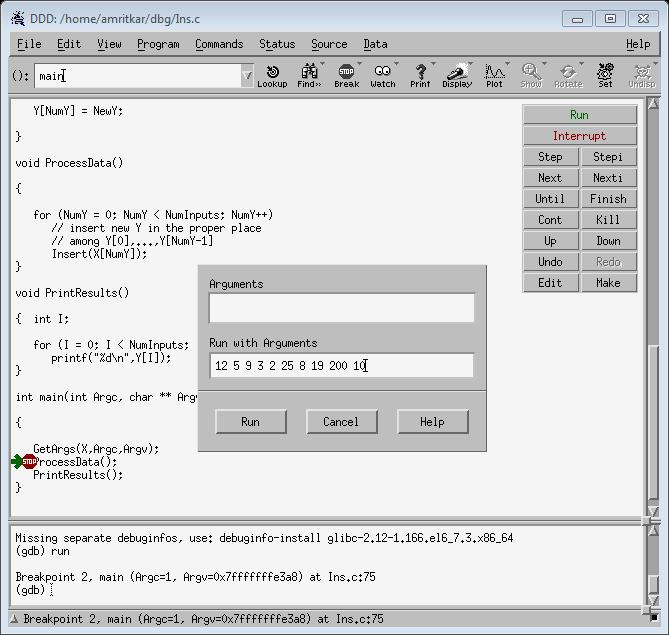 DDD: /home/amritkar/dbg/Ins.c
File Edit View Program Commands Status Source Data Help
(): main
Lookup Find>> Break Watch Print Display Plot Show Rotate Set Undisp
STOP
Y[NumY] = NewY;
}
void ProcessData()
{
for (NumY = 0; NumY < NumInputs; NumY++)
// insert new Y in the proper place
// among Y[0],...,Y[NumY-1]
Insert(X[NumY]);
}
void PrintResults()
{ int I;
for (I = 0; I < NumInputs;
printf("%d\n",Y[I]);
}
int main(int Argc, char ** Arg
{
GetArgs(X,Argc,Argv);
STOP rocessData();
PrintResults();
}
Run
Interrupt
Step Stepi
Next Nexti
Until Finish
Cont Kill
Up Down
Undo Redo
Edit Make
Arguments
Run with Arguments
12 5 9 3 2 25 8 19 200 10
Run Cancel Help
Missing separate debuginfos, use: debuginfo-install glibc-2.12-1.166.el6_7.3.x86_64
(gdb) run
Breakpoint 2, main (Argc=1, Argv=0x7fffffffe3a8) at Ins.c:75
(gdb)
Breakpoint 2, main (Argc=1, Argv=0x7fffffffe3a8) at Ins.c:75